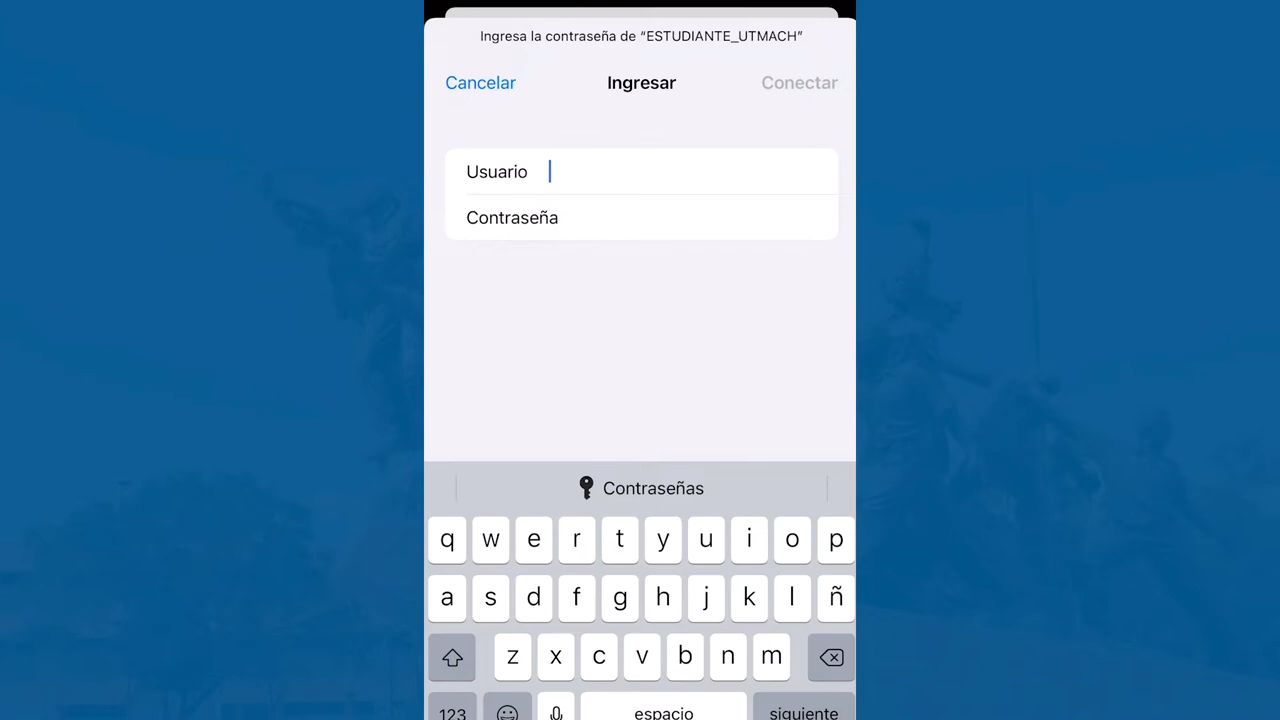 Ingresa la contraseña de “ESTUDIANTE_UTMACH”
Cancelar Ingresar Conectar
Usuario
Contraseña
Contraseñas
q w e r t y u i o p
a s d f g h j k l ñ
z x c v b n m
123 espacio siguiente